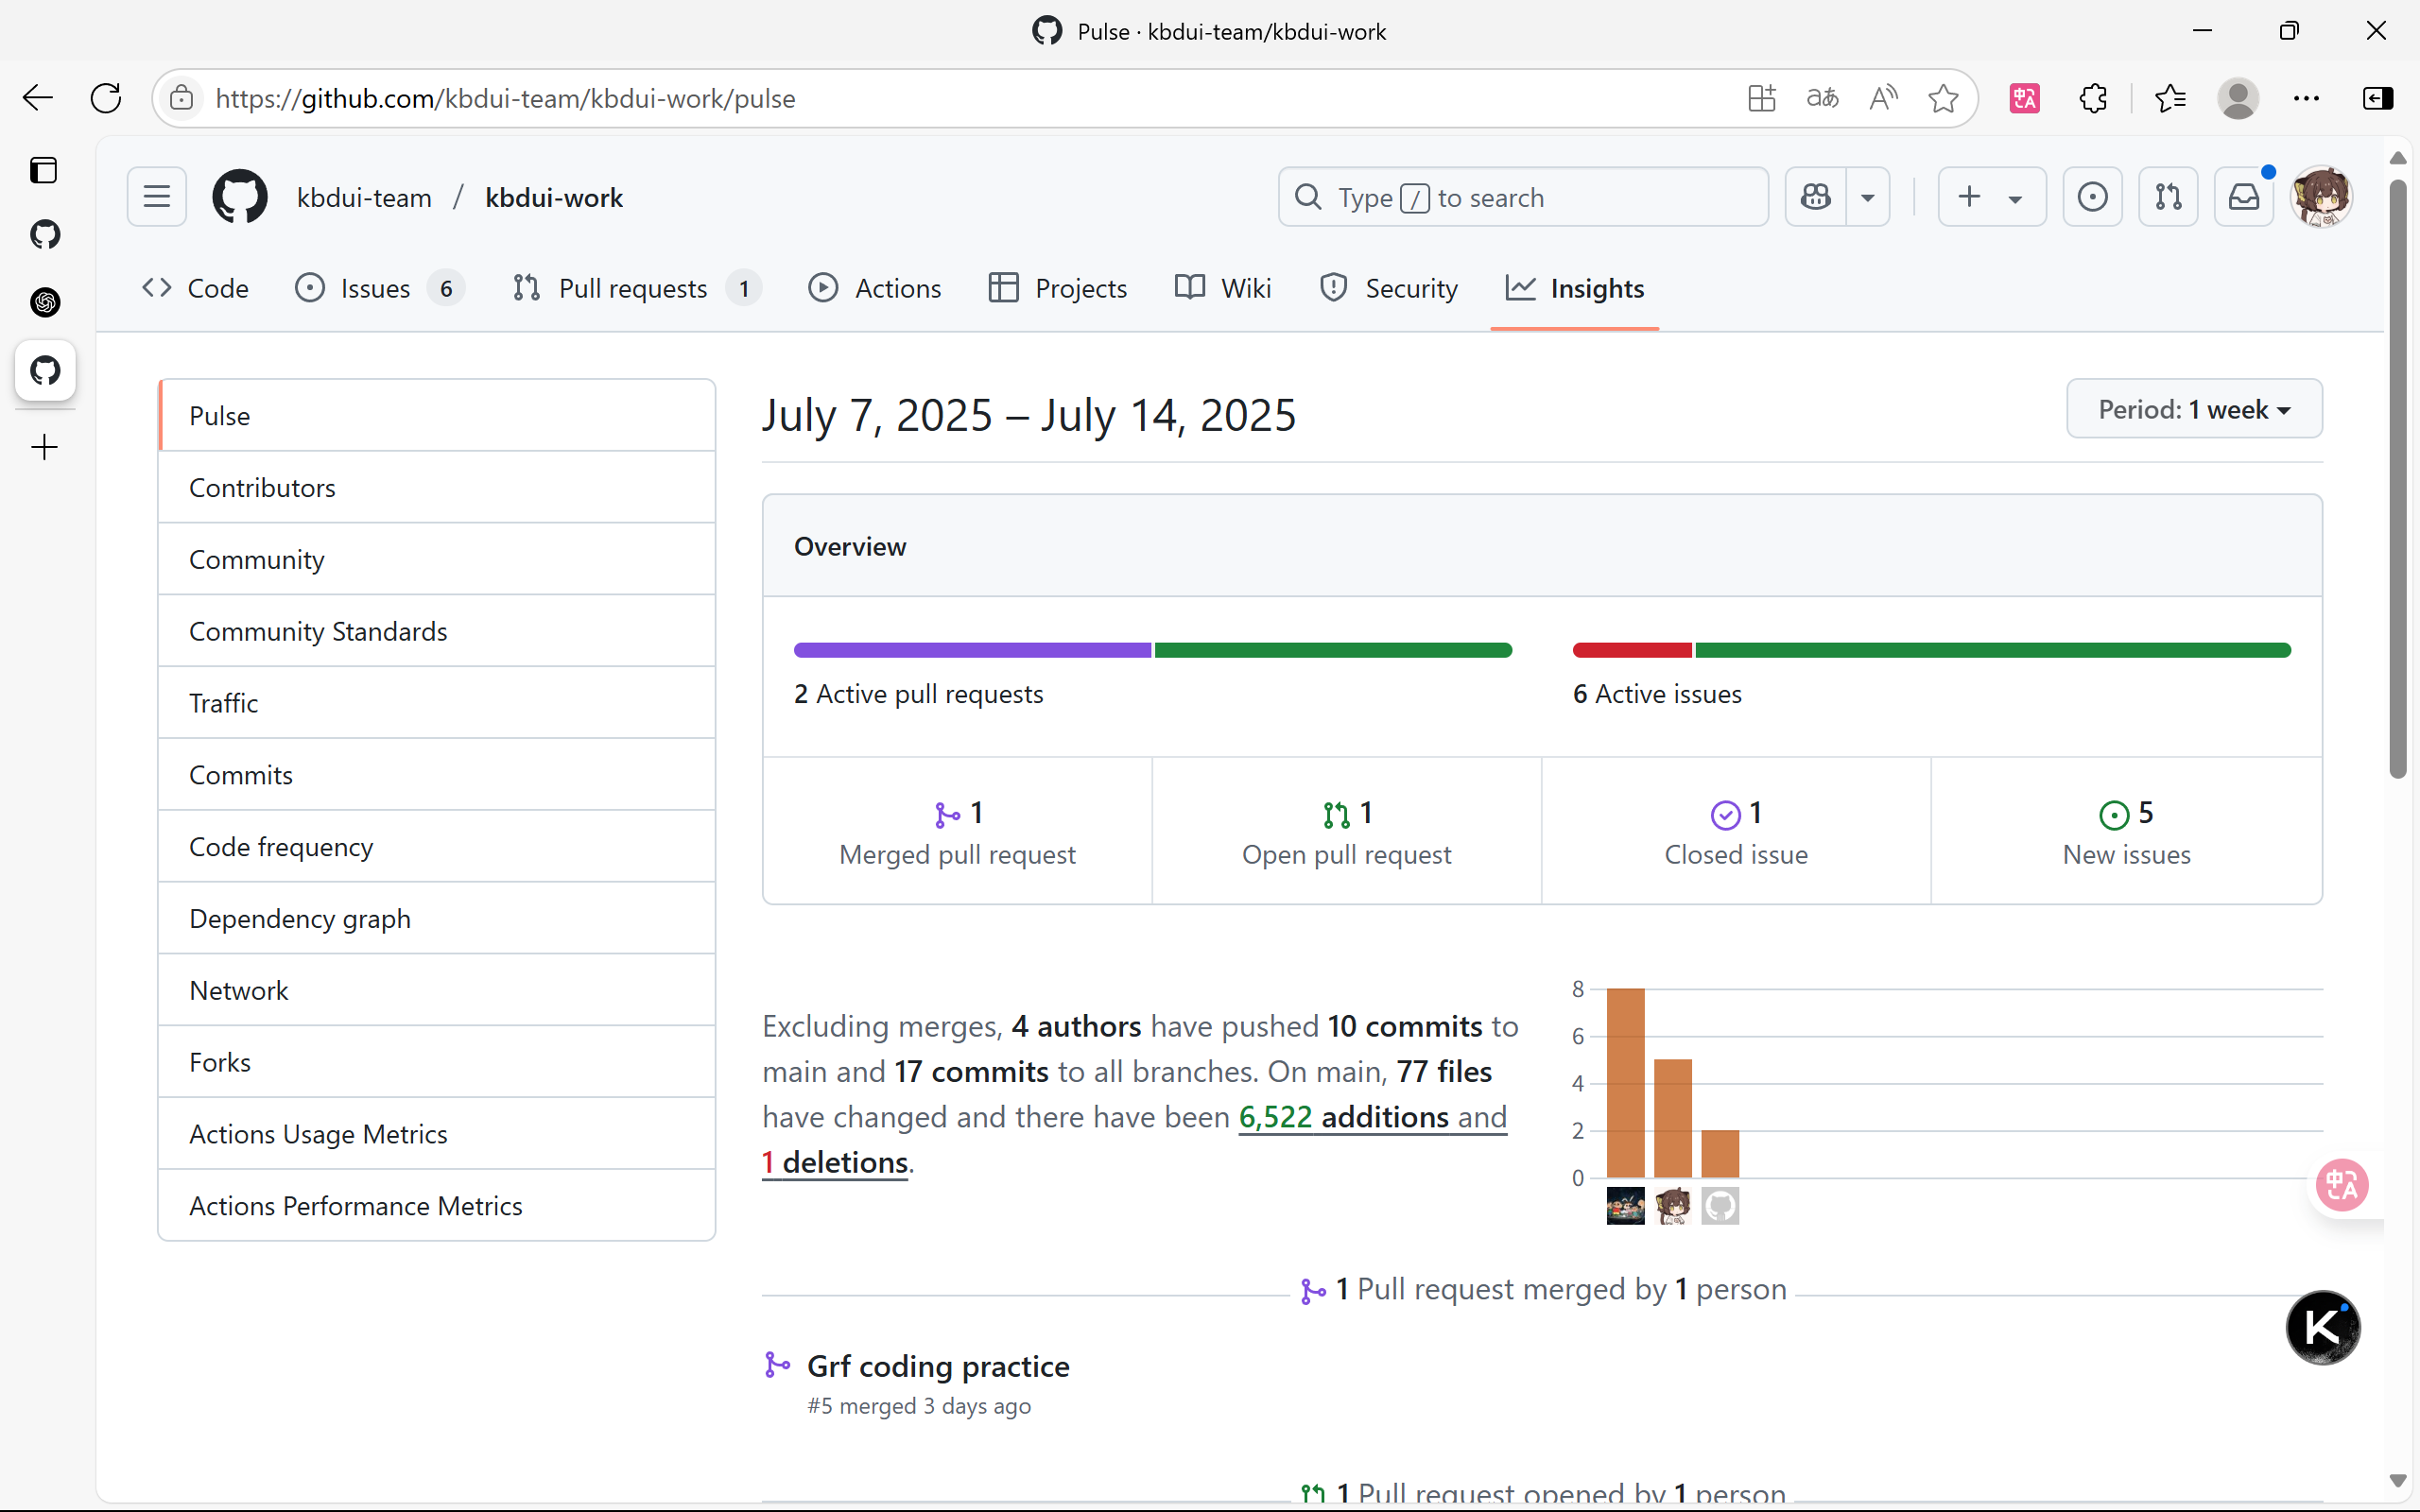 Pulse · kbdui-team/kbdui-work
https://github.com/kbdui-team/kbdui-work/pulse
kbdui-team / kbdui-work
Type / to search
Code
Issues 6
Pull requests 1
Actions
Projects
Wiki
Security
Insights
Pulse
Contributors
Community
Community Standards
Traffic
Commits
Code frequency
Dependency graph
Network
Forks
Actions Usage Metrics
Actions Performance Metrics
July 7, 2025 – July 14, 2025
Period: 1 week
Overview
2 Active pull requests
6 Active issues
1
Merged pull request
1
Open pull request
1
Closed issue
5
New issues
Excluding merges, 4 authors have pushed 10 commits to
main and 17 commits to all branches. On main, 77 files
have changed and there have been 6,522 additions and
1 deletions.
8
6
4
2
0
1 Pull request merged by 1 person
Grf coding practice
#5 merged 3 days ago
1 Pull request opened by 1 person